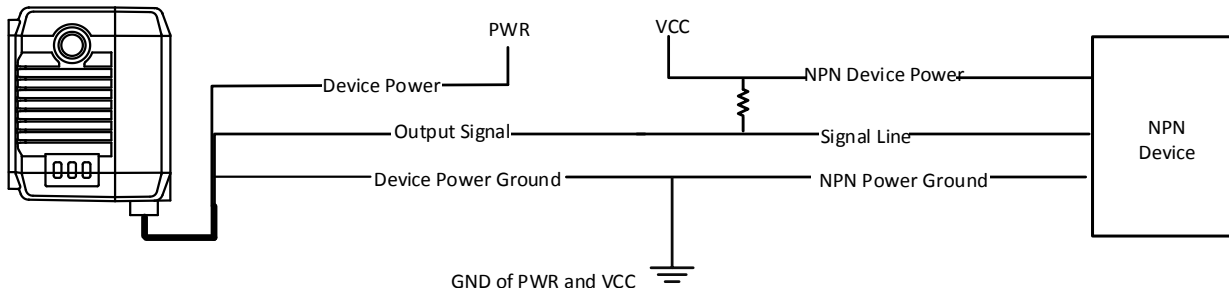 PWR
VCC
Device Power
NPN Device Power
Output Signal
Signal Line
NPN
Device
Device Power Ground
NPN Power Ground
GND of PWR and VCC